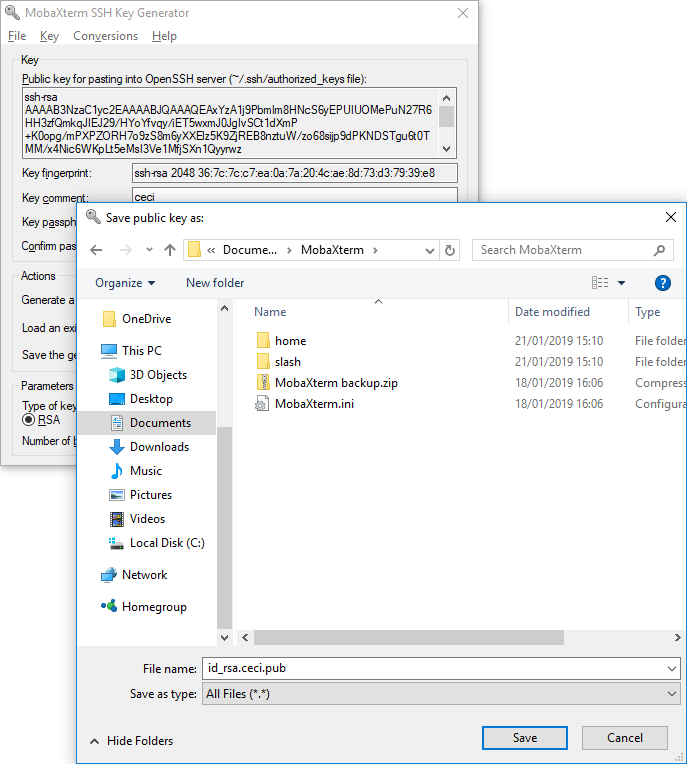 MobaXterm SSH Key Generator
File Key Conversions Help
Key
Public key for pasting into OpenSSH server (~/.ssh/authorized_keys file):
ssh-rsa
AAAAB3NzaC1yc2EAAAABJQAAAQEAxYzA1j9PbmIm8HNcS6yEPUIUOMePuN27R6
HH3zfQmkqJIEJ29/HYoYfvqy/iET5wxmJ0JgIvSCt1dXmP
+K0opg/mPXPZORH7o9zS8m6yXXEIz5K9ZjREB8nztuW/zo68sijp9dPKNDSTgu6t0T
MM/x4Nic6WKpLt5eMsI3Ve1MfjSXn1Qyyrwz
Key fingerprint: ssh-rsa 2048 36:7c:7c:c7:ea:0a:7a:20:4c:ae:8d:73:d3:79:39:e8
Key comment: ceci
Key passph
Confirm pas
Actions
Generate a
Load an exi
Save the ge
Parameters
Type of key
RSA
Number of b
Save public key as:
« Docume... > MobaXterm >
Search MobaXterm
Organize New folder
Name Date modified Type
OneDrive
This PC
3D Objects
Desktop
Documents
Downloads
Music
Pictures
Videos
Local Disk (C:)
Network
Homegroup
home 21/01/2019 15:10 File folder
slash 21/01/2019 15:10 File folder
MobaXterm backup.zip 18/01/2019 16:06 Compress
MobaXterm.ini 18/01/2019 16:06 Configura
File name: id_rsa.ceci.pub
Save as type: All Files (*.*)
Hide Folders
Save Cancel